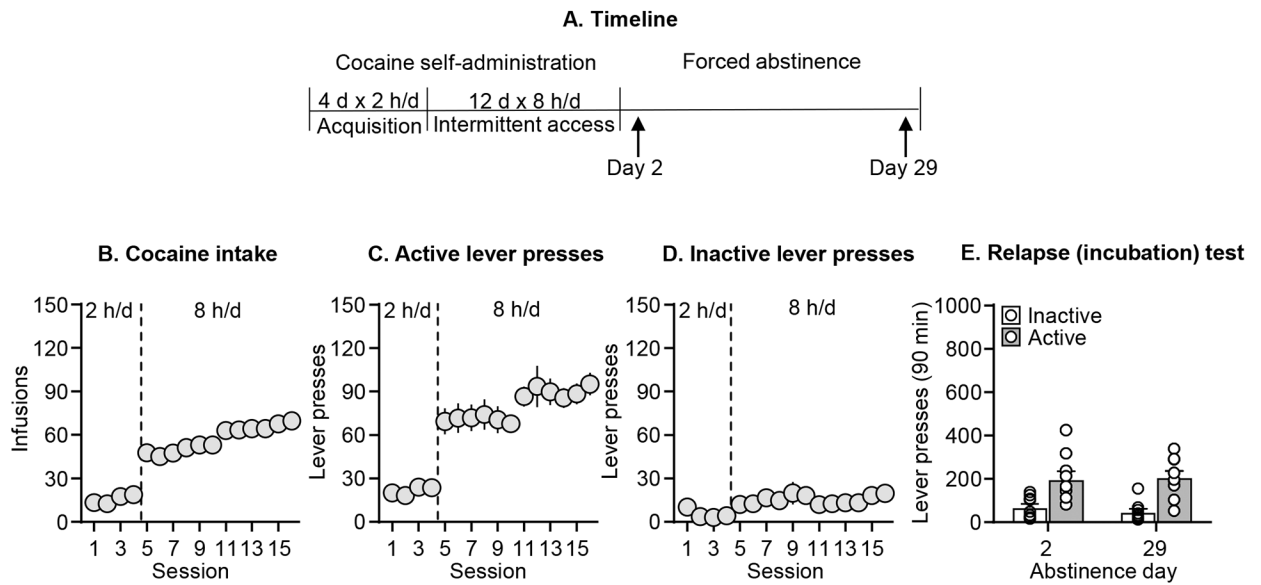 A. Timeline
Cocaine self-administration
Forced abstinence
4 d x 2 h/d
12 d x 8 h/d
Acquisition
Intermittent access
Day 2
Day 29
B. Cocaine intake
150
120
90
60
30
0
Infusions
2 h/d
8 h/d
1 3 5 7 9 11 13 15
Session
C. Active lever presses
150
120
90
60
30
0
Lever presses
2 h/d
8 h/d
1 3 5 7 9 11 13 15
Session
D. Inactive lever presses
150
120
90
60
30
0
Lever presses
2 h/d
8 h/d
1 3 5 7 9 11 13 15
Session
E. Relapse (incubation) test
1000
800
600
400
200
0
Lever presses (90 min)
Inactive
Active
2 29
Abstinence day